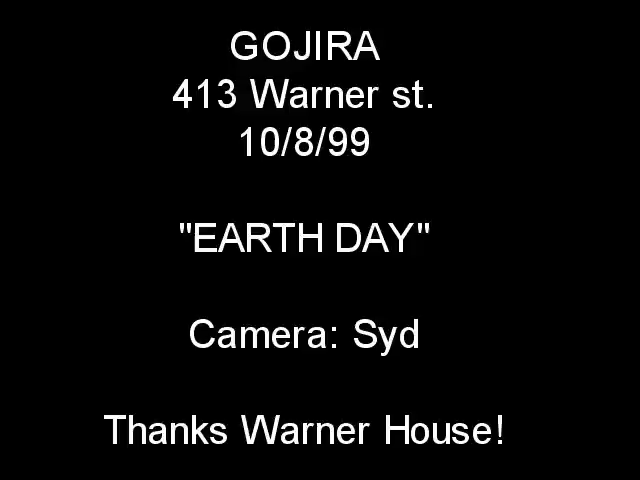 GOJIRA
413 Warner st.
10/8/99
"EARTH DAY"
Camera: Syd
Thanks Warner House!